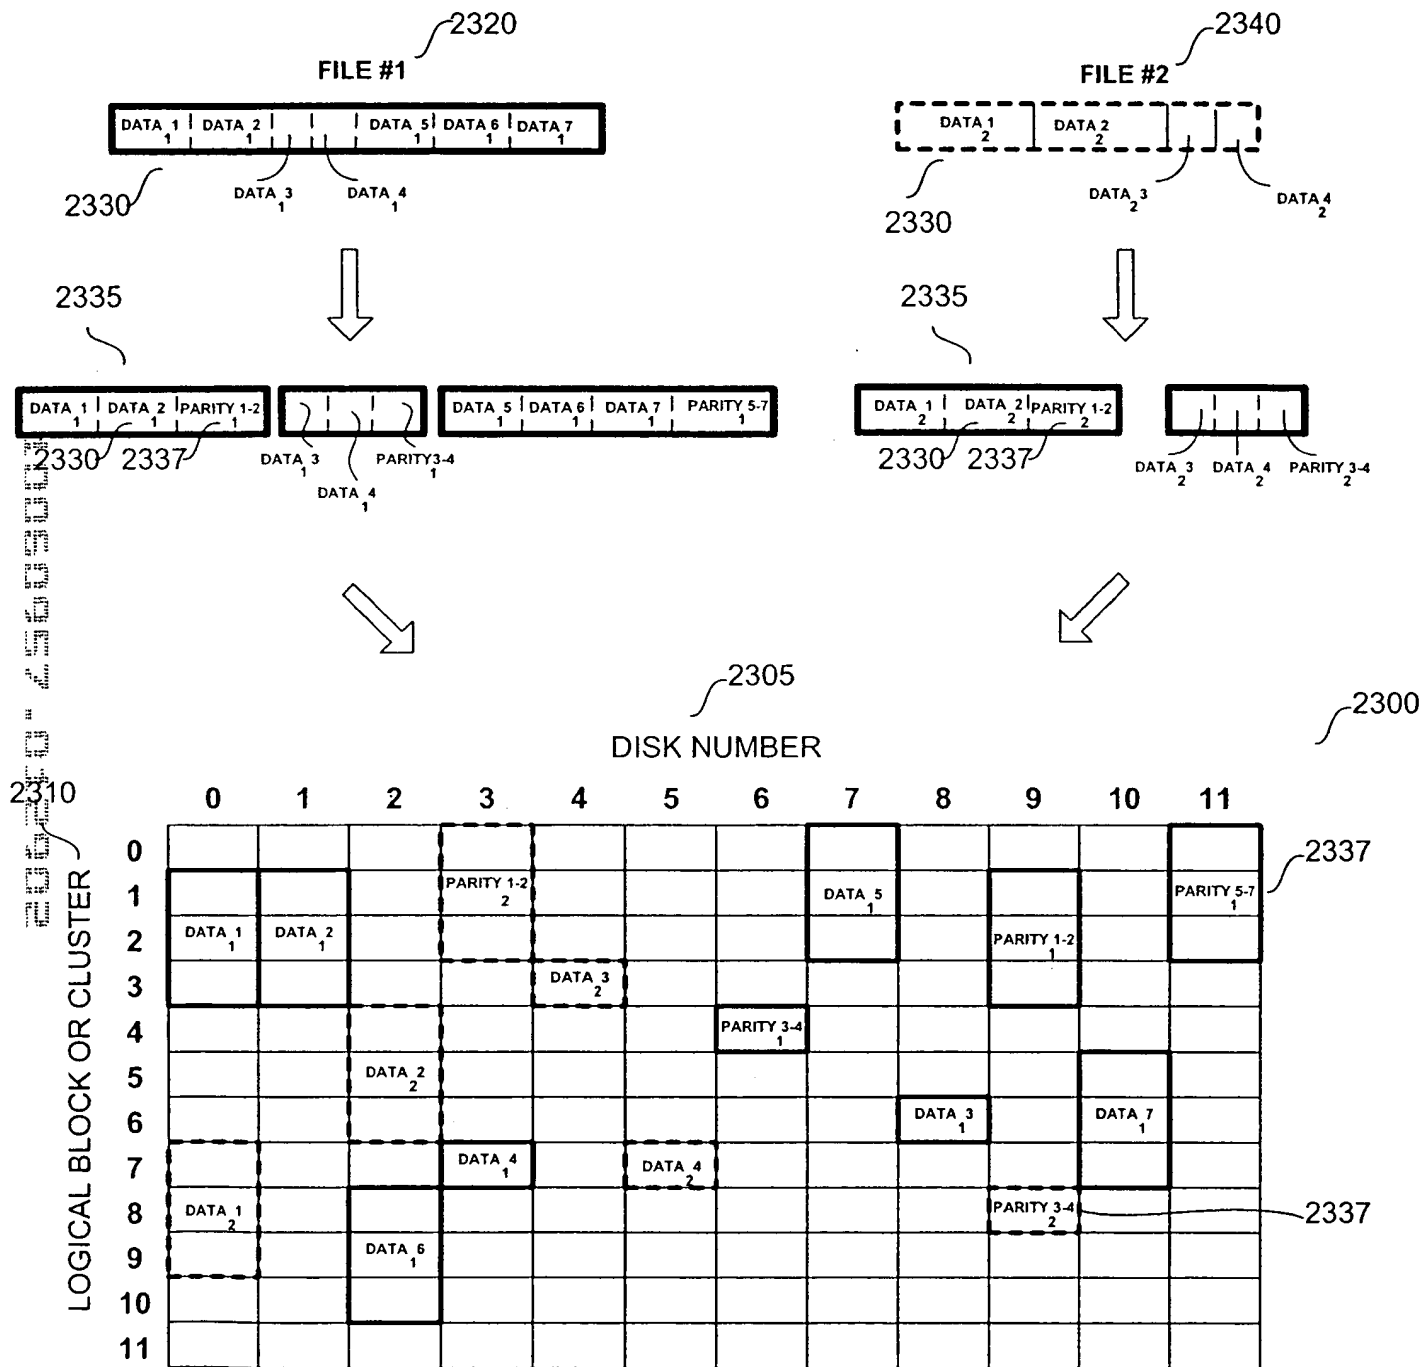 2320
2340
FILE #1
FILE #2
DATA 1 1 DATA 2 1 DATA 5 1 DATA 6 1 DATA 7 1
DATA 1 2 DATA 2 2
DATA 3 1 DATA 4 1
DATA 3 2 DATA 4 2
2330
2330
2335
2335
DATA 1 1 DATA 2 1 PARITY 1-2 1 DATA 5 1 DATA 6 1 DATA 7 1 PARITY 5-7 1
DATA 1 2 DATA 2 2 PARITY 1-2 2
2330 2337 DATA 3 1 PARITY 3-4 1
DATA 4 1
2330 2337 DATA 3 2 DATA 4 2 PARITY 3-4 2
2305
2300
DISK NUMBER
2310
0 1 2 3 4 5 6 7 8 9 10 11
LOGICAL BLOCK OR CLUSTER
0
2337
1 PARITY 1-2 2 DATA 5 1 PARITY 5-7 1
2 DATA 1 1 DATA 2 1 PARITY 1-2 1
3 DATA 3 2
4 PARITY 3-4 1
5 DATA 2 2
6 DATA 3 1 DATA 7 1
7 DATA 4 1 DATA 4 2
8 DATA 1 2 PARITY 3-4 2 2337
9 DATA 6 1
10
11